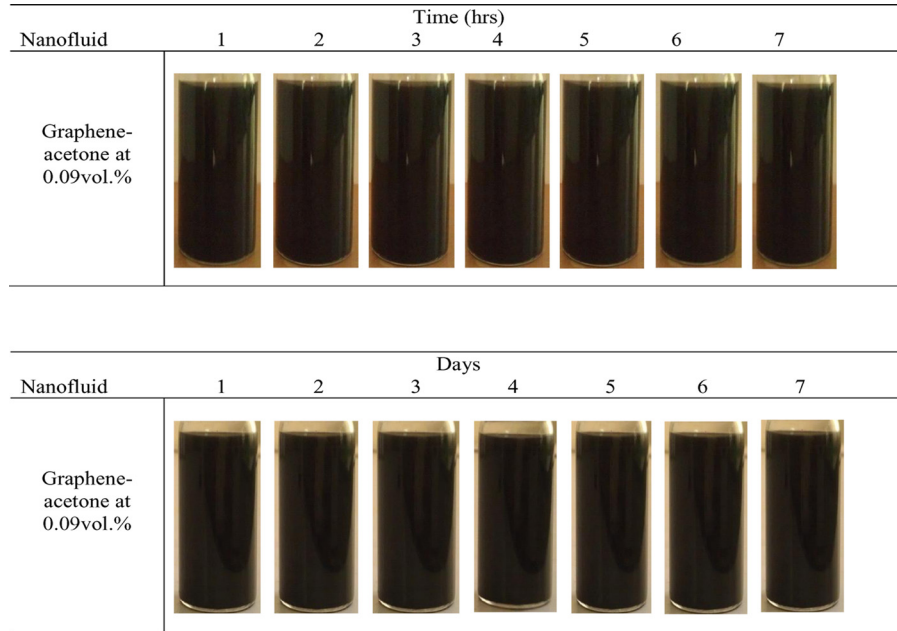 Time (hrs)
Nanofluid 1 2 3 4 5 6 7
Graphene-
acetone at
0.09vol.%
Days
Nanofluid 1 2 3 4 5 6 7
Graphene-
acetone at
0.09vol.%